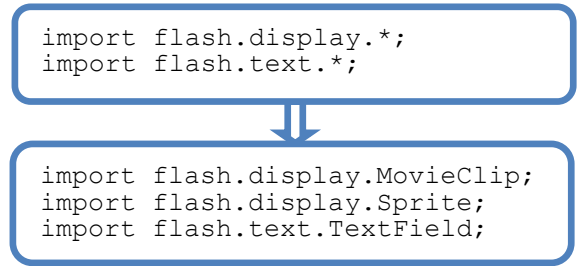 import flash.display.*;
import flash.text.*;
import flash.display.MovieClip;
import flash.display.Sprite;
import flash.text.TextField;